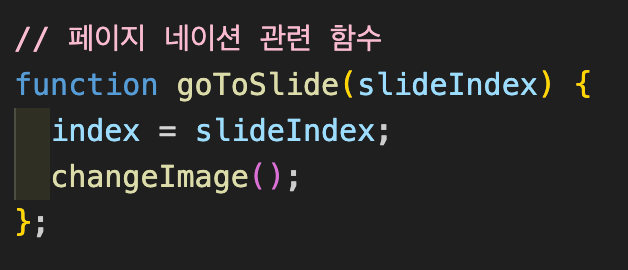 // 페이지 네이션 관련 함수
function goToSlide(slideIndex) {
  index = slideIndex;
  changeImage();
};